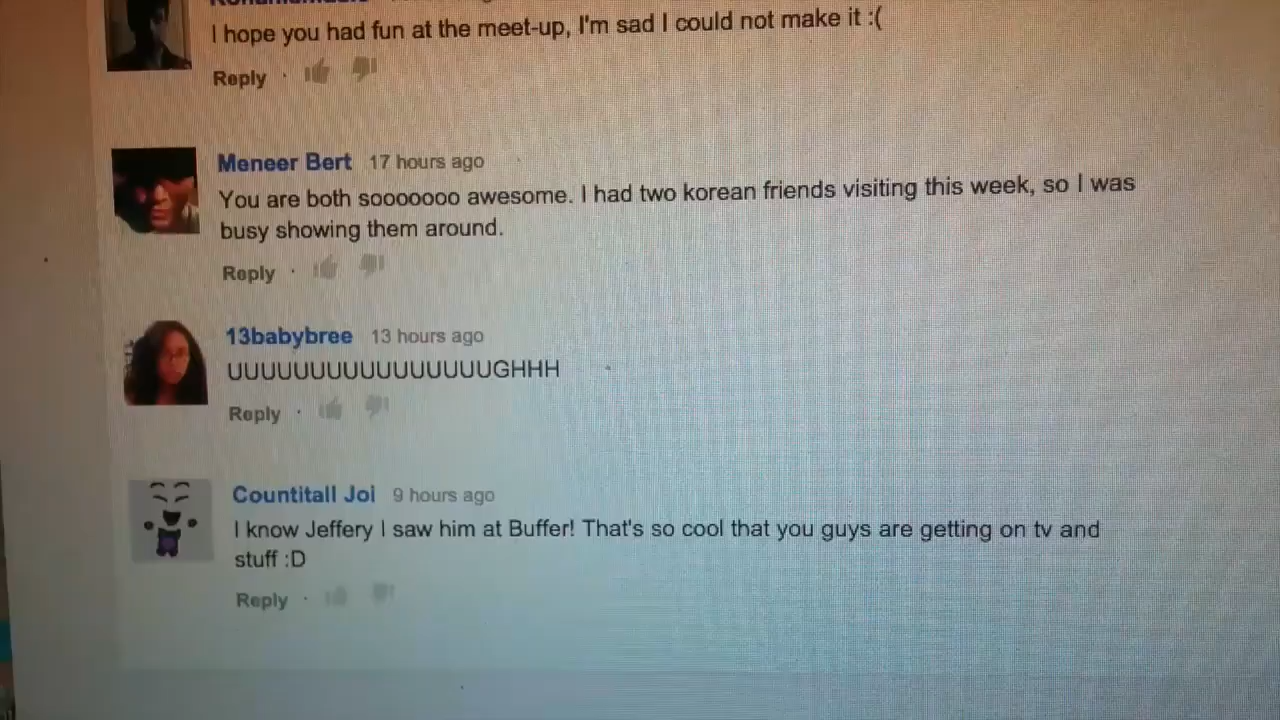 I hope you had fun at the meet-up, I'm sad I could not make it :(
Reply ·
Meneer Bert 17 hours ago
You are both sooooooo awesome. I had two korean friends visiting this week, so I was
busy showing them around.
Reply ·
13babybree 13 hours ago
UUUUUUUUUUUUUUUUGHHH
Reply ·
Countitall Joi 9 hours ago
I know Jeffery I saw him at Buffer! That's so cool that you guys are getting on tv and
stuff :D
Reply ·